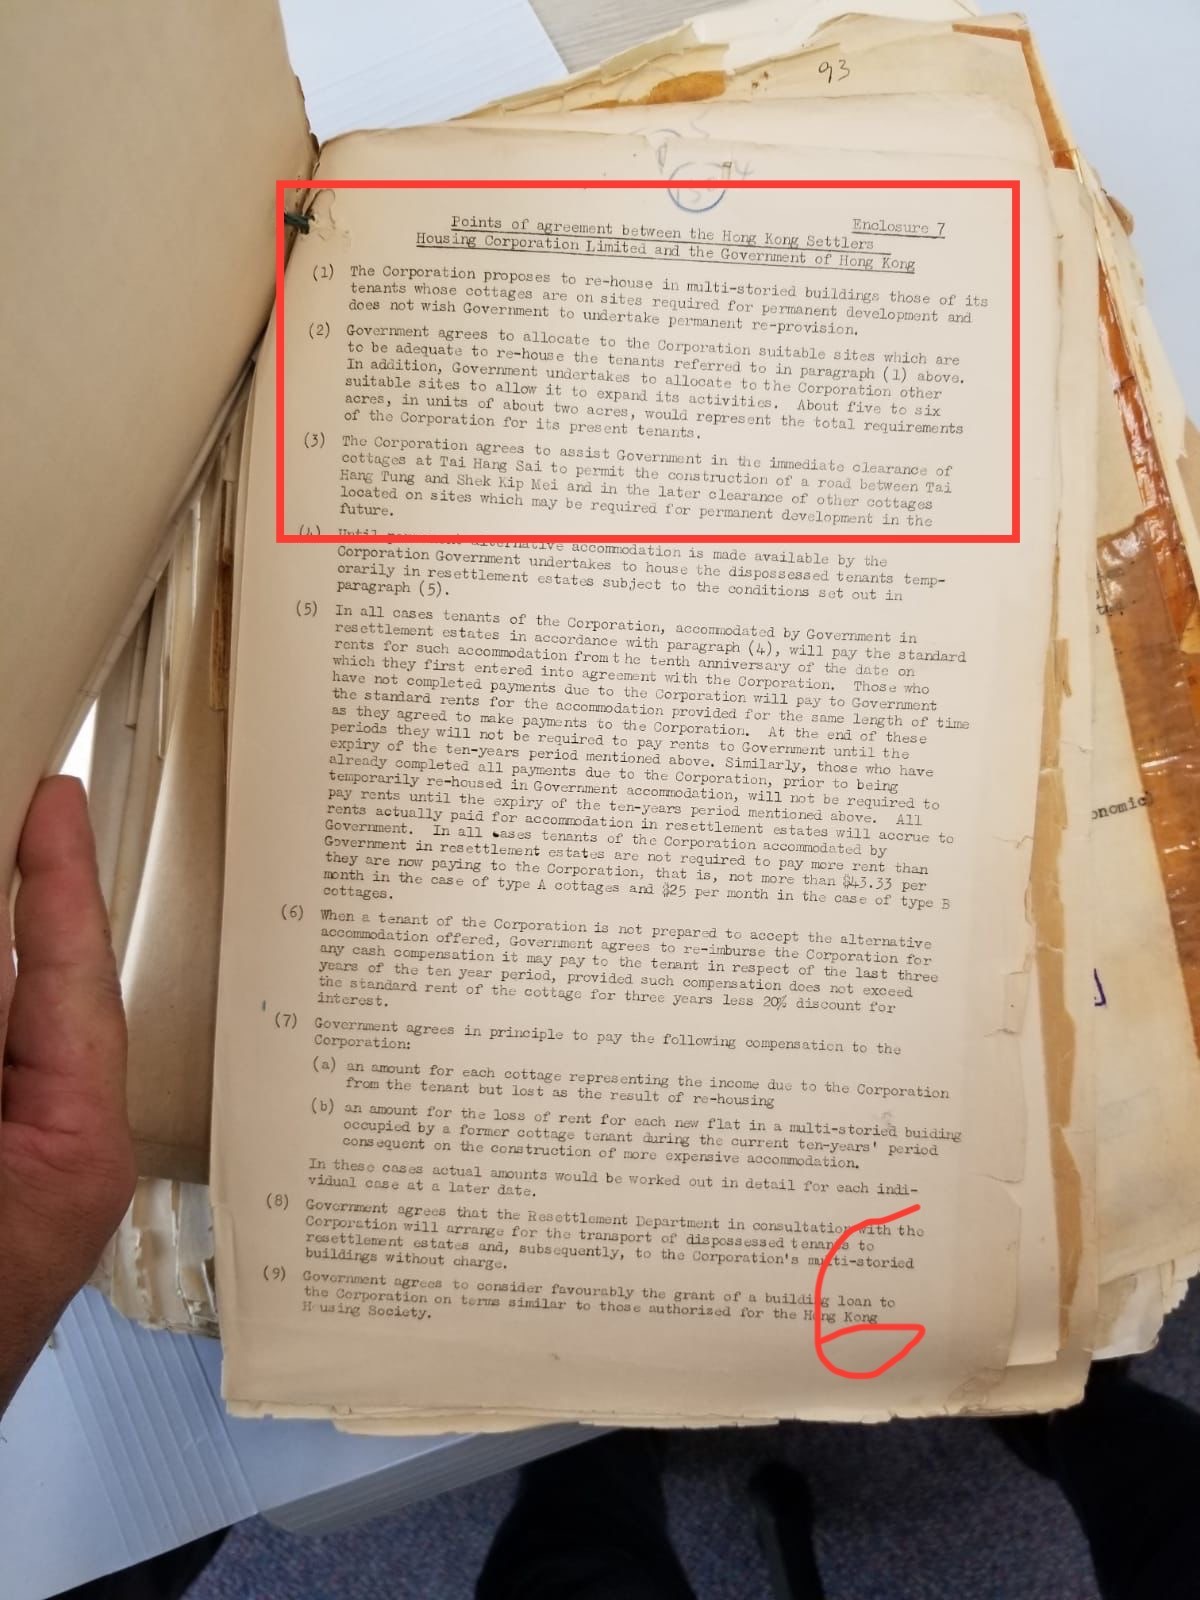 93
Enclosure 7
Points of agreement between the Hong Kong Settlers
Housing Corporation Limited and the Government of Hong Kong
(1) The Corporation proposes to re-house in multi-storied buildings those of its
tenants whose cottages are on sites required for permanent development and
does not wish Government to undertake permanent re-provision.
(2) Government agrees to allocate to the Corporation suitable sites which are
to be adequate to re-house the tenants referred to in paragraph (1) above.
In addition, Government undertakes to allocate to the Corporation other
suitable sites to allow it to expand its activities. About five to six
acres, in units of about two acres, would represent the total requirements
of the Corporation for its present tenants.
(3) The Corporation agrees to assist Government in the immediate clearance of
cottages at Tai Hang Sai to permit the construction of a road between Tai
Hang Tung and Shek Kip Mei and in the later clearance of other cottages
located on sites which may be required for permanent development in the
future.
(4) Until alternative accommodation is made available by the
Corporation Government undertakes to house the dispossessed tenants temp-
orarily in resettlement estates subject to the conditions set out in
paragraph (5).
(5) In all cases tenants of the Corporation, accommodated by Government in
resettlement estates in accordance with paragraph (4), will pay the standard
rents for such accommodation from the tenth anniversary of the date on
which they first entered into agreement with the Corporation. Those who
have not completed payments due to the Corporation will pay to Government
the standard rents for the accommodation provided for the same length of time
as they agreed to make payments to the Corporation. At the end of these
periods they will not be required to pay rents to Government until the
expiry of the ten-years period mentioned above. Similarly, those who have
already completed all payments due to the Corporation, prior to being
temporarily re-housed in Government accommodation, will not be required to
pay rents until the expiry of the ten-years period mentioned above. All
rents actually paid for accommodation in resettlement estates will accrue to
Government. In all cases tenants of the Corporation accommodated by
Government in resettlement estates are not required to pay more rent than
they are now paying to the Corporation, that is, not more than $43.33 per
month in the case of type A cottages and $25 per month in the case of type B
cottages.
(6) When a tenant of the Corporation is not prepared to accept the alternative
accommodation offered, Government agrees to re-imburse the Corporation for
any cash compensation it may pay to the tenant in respect of the last three
years of the ten year period, provided such compensation does not exceed
the standard rent of the cottage for three years less 20% discount for
interest.
(7) Government agrees in principle to pay the following compensation to the
Corporation:
(a) an amount for each cottage representing the income due to the Corporation
from the tenant but lost as the result of re-housing
(b) an amount for the loss of rent for each new flat in a multi-storied buiding
occupied by a former cottage tenant during the current ten-years' period
consequent on the construction of more expensive accommodation.
In these cases actual amounts would be worked out in detail for each indi-
vidual case at a later date.
(8) Government agrees that the Resettlement Department in consultation with the
Corporation will arrange for the transport of dispossessed tenants to
resettlement estates and, subsequently, to the Corporation's multi-storied
buildings without charge.
(9) Government agrees to consider favourably the grant of a building loan to
the Corporation on terms similar to those authorized for the Hong Kong
Housing Society.
onomic)